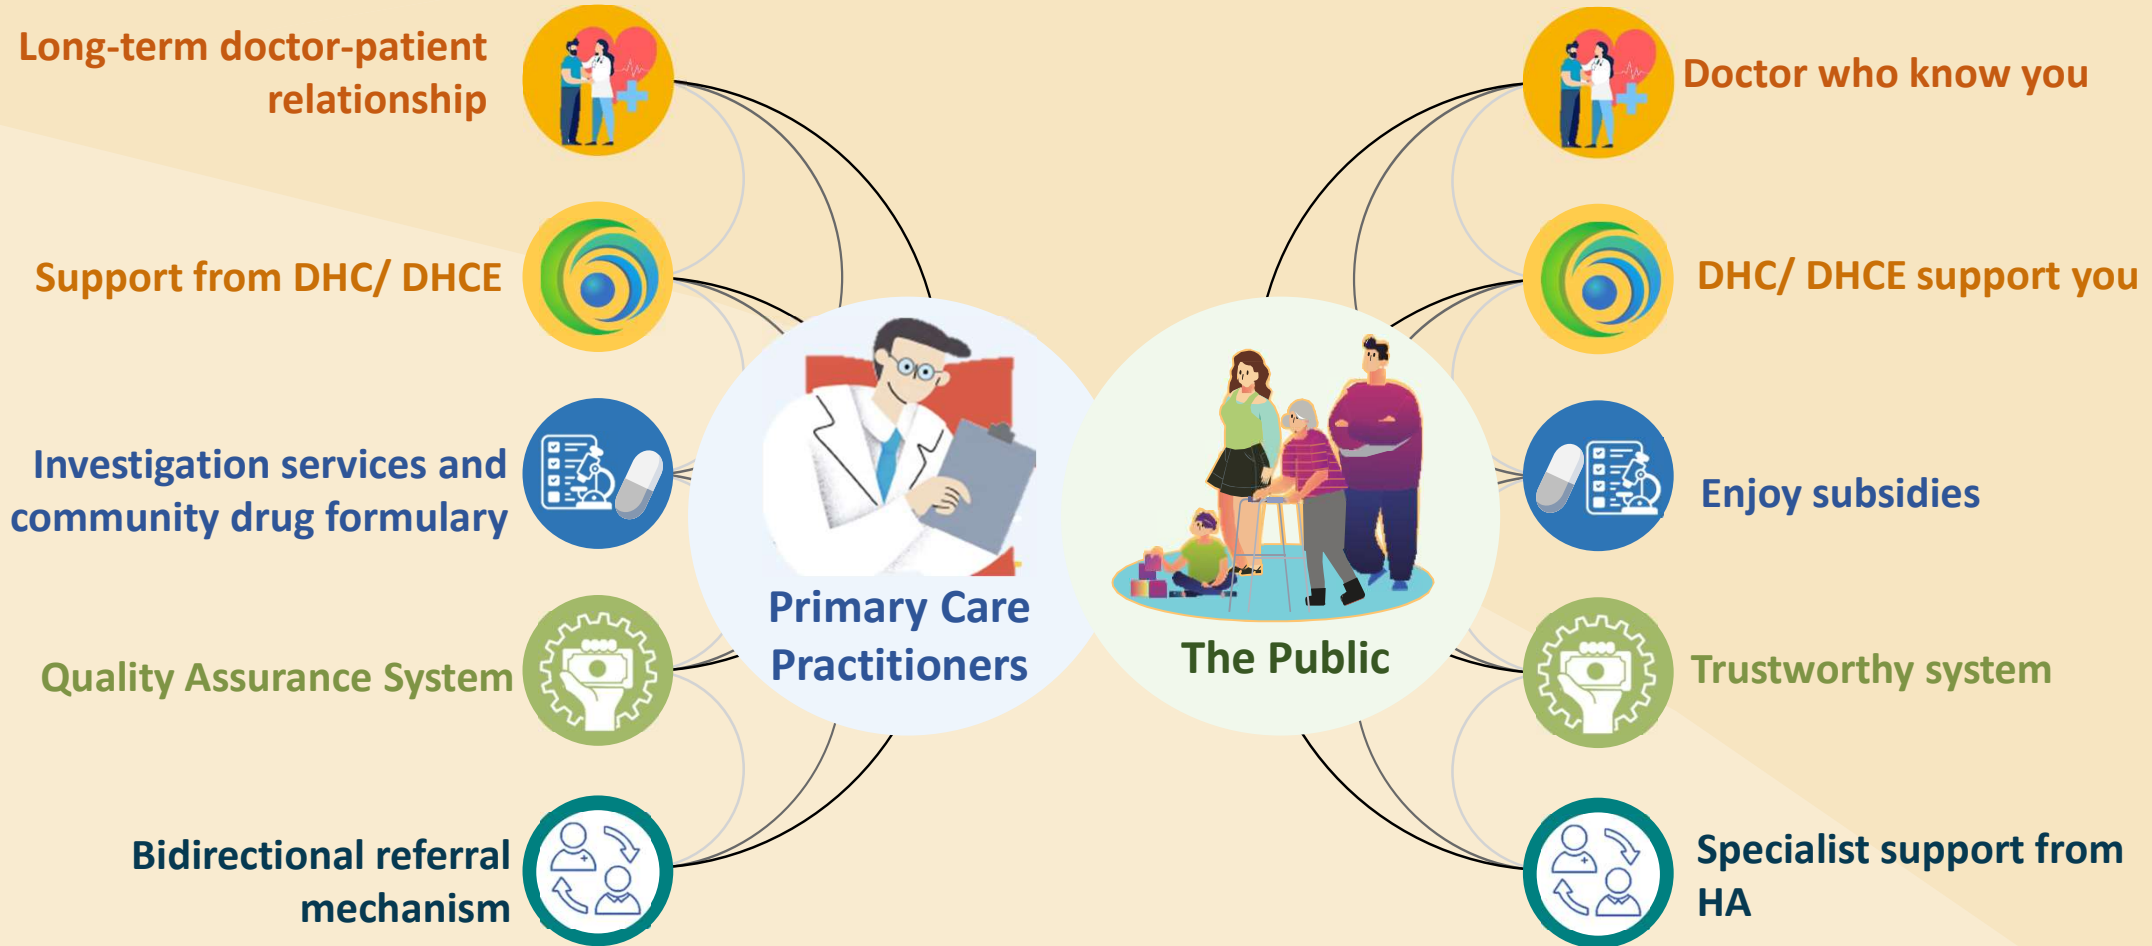 Long-term doctor-patient
relationship
Support from DHC/ DHCE
Investigation services and
community drug formulary
Quality Assurance System
Bidirectional referral
mechanism
Primary Care
Practitioners
The Public
Doctor who know you
DHC/ DHCE support you
Enjoy subsidies
Trustworthy system
Specialist support from
HA